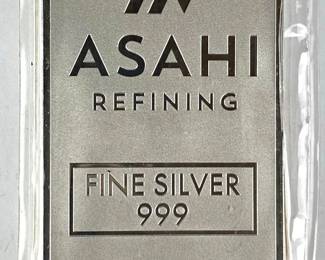 ASAHI
REFINING
FINE SILVER
999